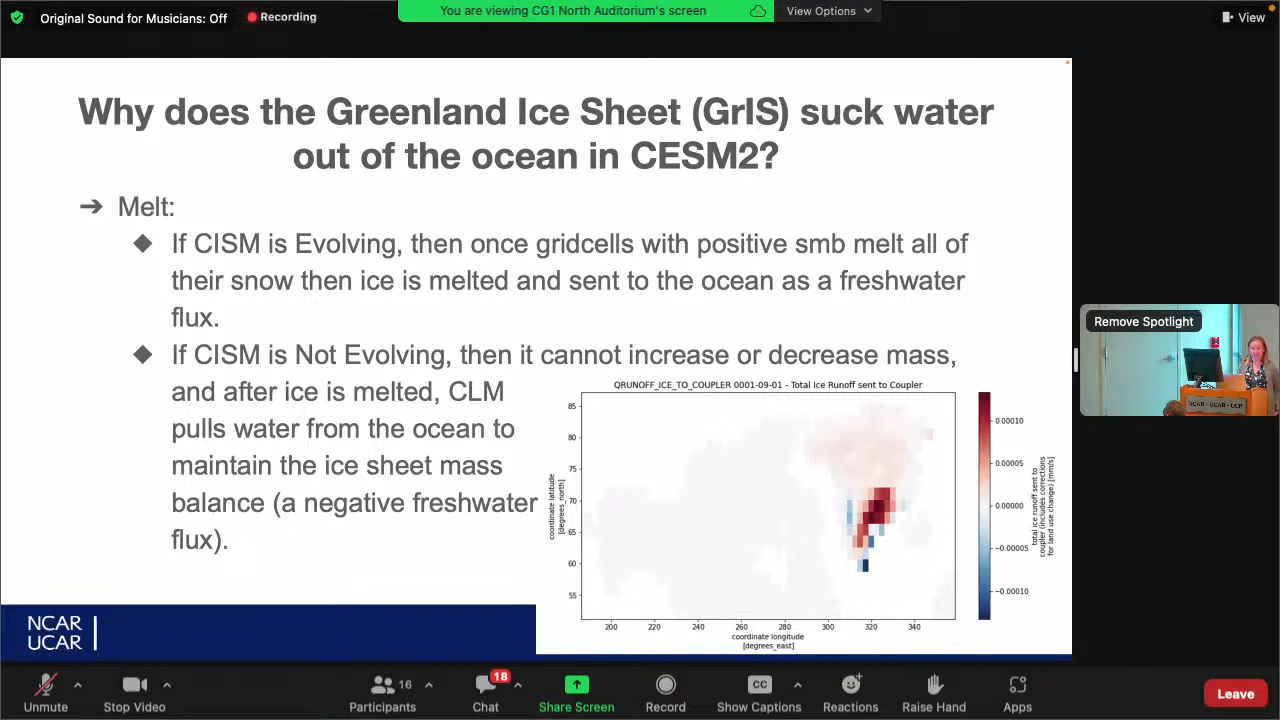 Original Sound for Musicians: Off
Recording
You are viewing CG1 North Auditorium's screen
View Options
View
Why does the Greenland Ice Sheet (GrIS) suck water
out of the ocean in CESM2?
➔ Melt:
◆ If CISM is Evolving, then once gridcells with positive smb melt all of
their snow then ice is melted and sent to the ocean as a freshwater
flux.
◆ If CISM is Not Evolving, then it cannot increase or decrease mass,
and after ice is melted, CLM
pulls water from the ocean to
maintain the ice sheet mass
balance (a negative freshwater
flux).
QRUNOFF_ICE_TO_COUPLER 0001-09-01 - Total Ice Runoff sent to Coupler
85
80
75
70
65
60
55
coordinate latitude
[degrees_north]
200 220 240 260 280 300 320 340
coordinate longitude
[degrees_east]
0.00010
0.00005
0.00000
−0.00005
−0.00010
total ice runoff sent to
coupler (includes corrections
for land use change) [mm/s]
NCAR
UCAR
Remove Spotlight
NCAR - UCAR - UCP
Unmute
Stop Video
16
Participants
18
Chat
Share Screen
Record
CC
Show Captions
Reactions
Raise Hand
Apps
Leave